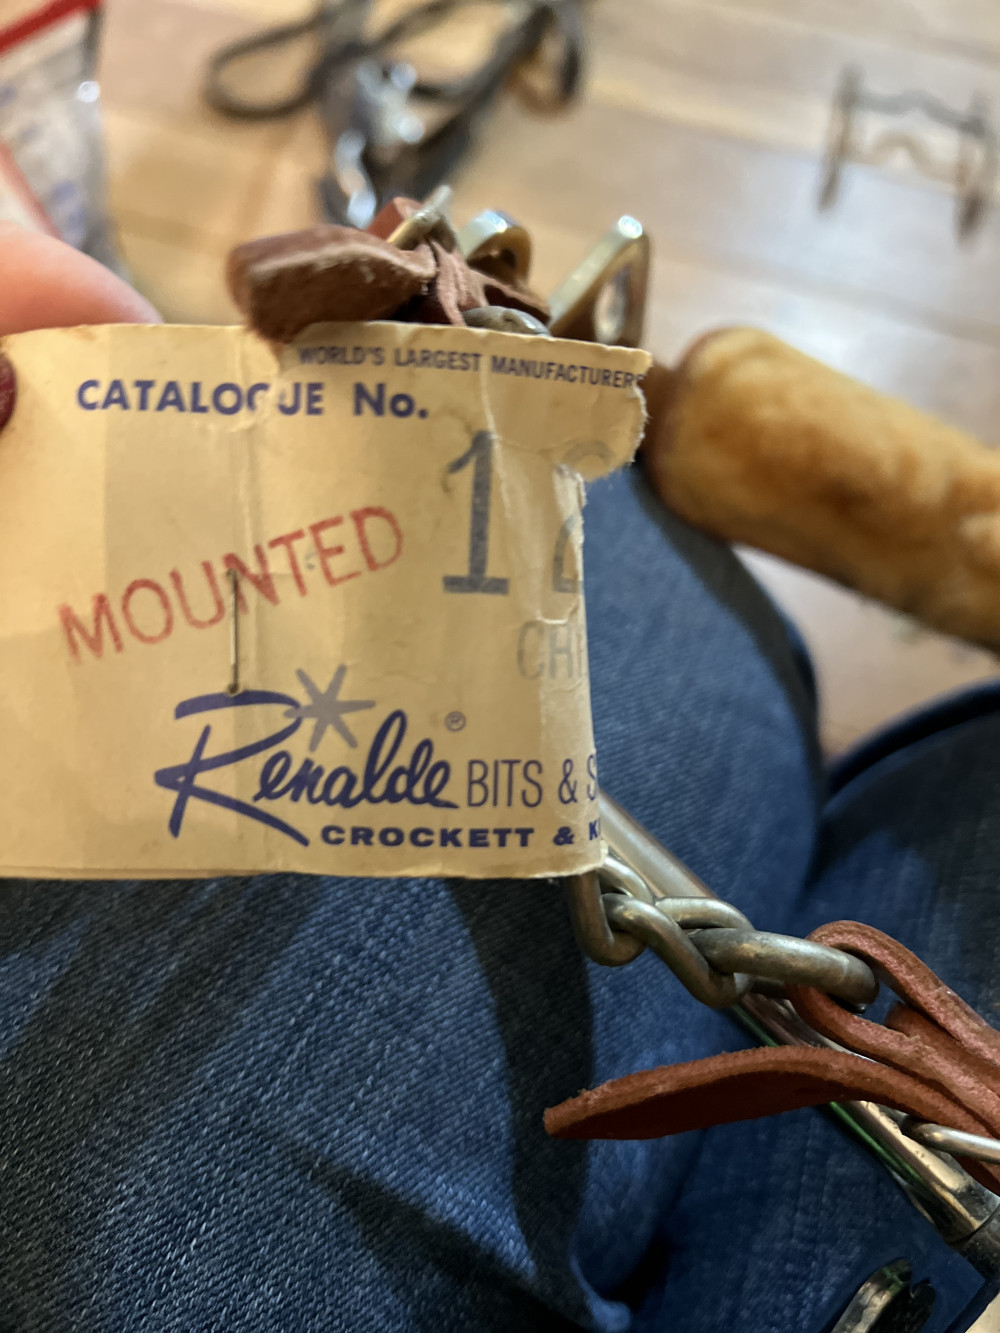 WORLD'S LARGEST MANUFACTURERS
CATALOGUE No.
1
MOUNTED
Renalde® BITS &
CROCKETT &